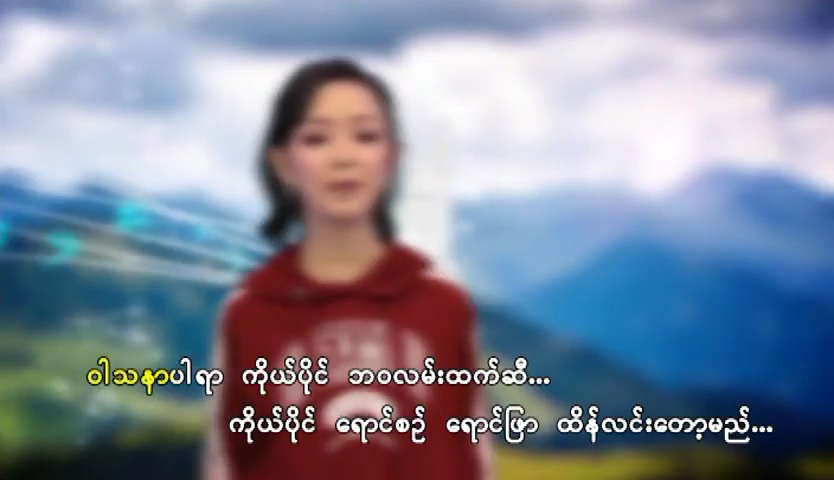 ဝါသနာပါရာ ကိုယ်ပိုင် ဘဝလမ်းထက်ဆီ...
ကိုယ်ပိုင် ရောင်စဉ် ရောင်ဖြာ ထိန်လင်းတော့မည်...